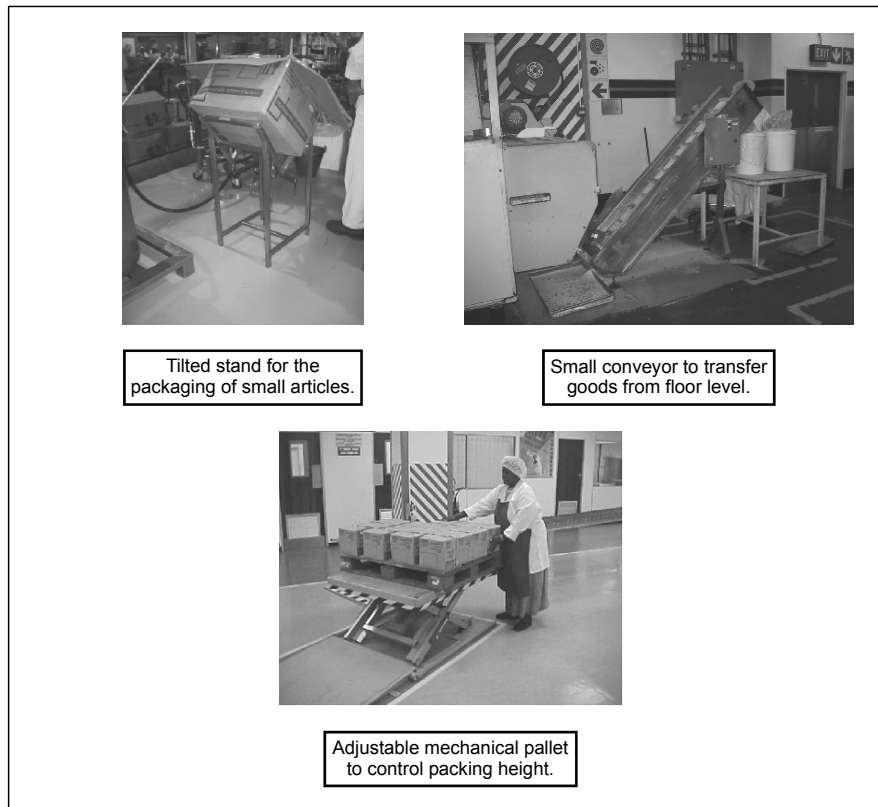 EXIT
Tilted stand for the
packaging of small articles.
Small conveyor to transfer
goods from floor level.
Adjustable mechanical pallet
to control packing height.